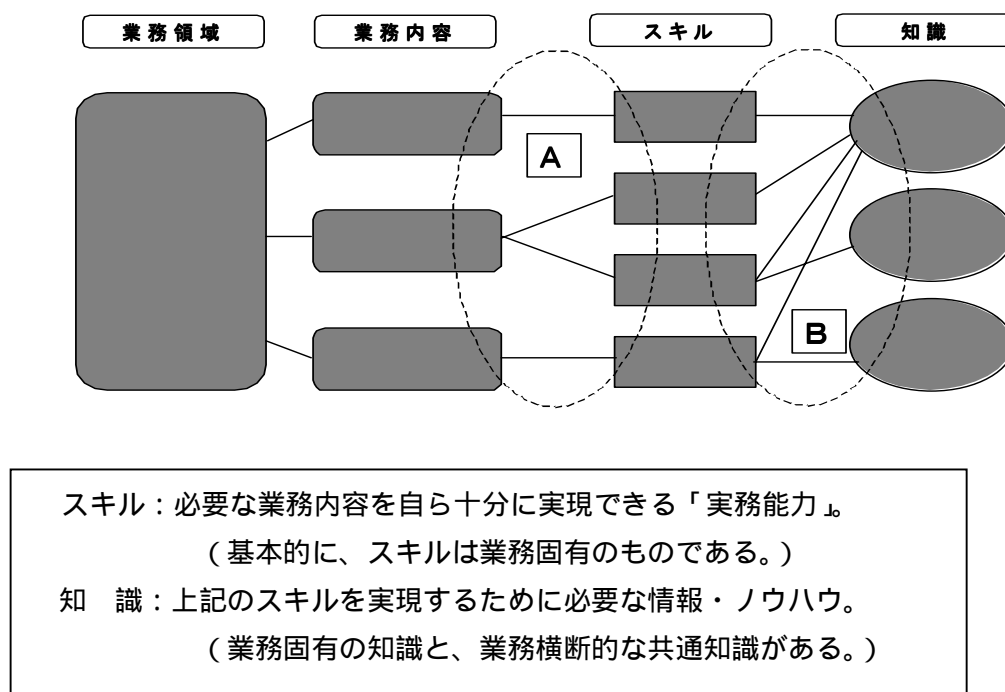 業務領域 業務内容 スキル 知識
A
B
スキル：必要な業務内容を自ら十分に実現できる「実務能力」。
（基本的に、スキルは業務固有のものである。）
知　識：上記のスキルを実現するために必要な情報・ノウハウ。
（業務固有の知識と、業務横断的な共通知識がある。）